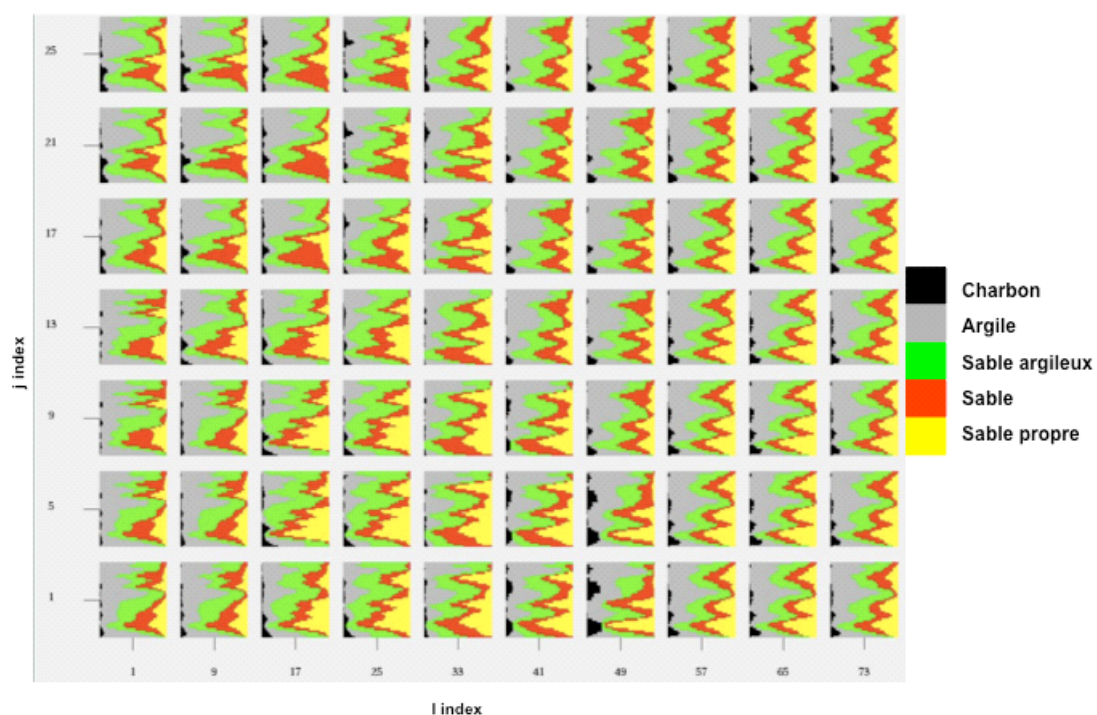 25
21
17
13
9
5
1
j index
1 9 17 25 33 41 49 57 65 73
I index
Charbon
Argile
Sable argileux
Sable
Sable propre